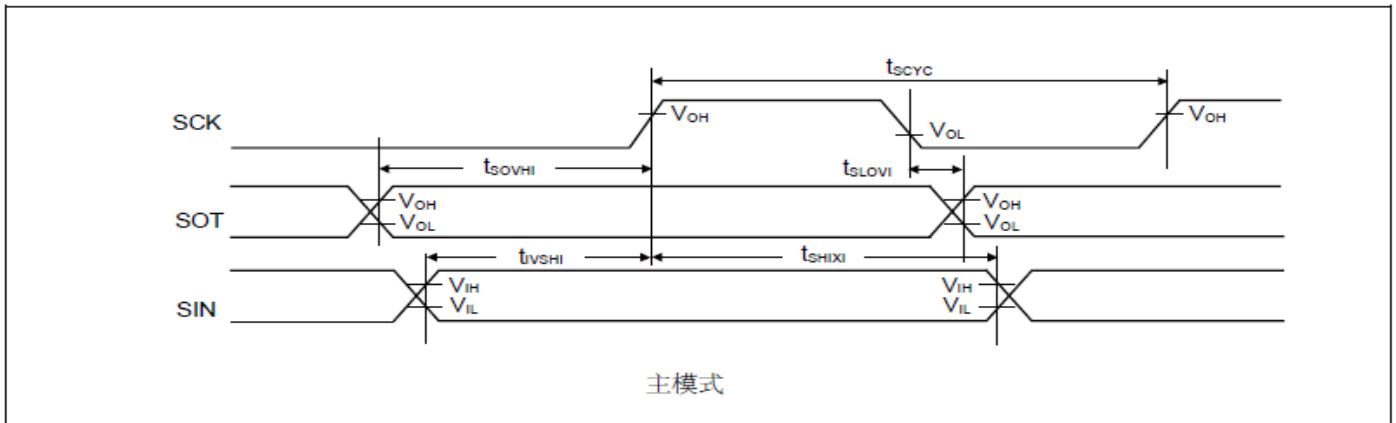 tSCYC
SCK
VOH
VOL
VOH
tSOVHI
tSLOVI
SOT
VOH
VOL
VOH
VOL
tIVSHI
tSHIXI
SIN
VIH
VIL
VIH
VIL
主模式